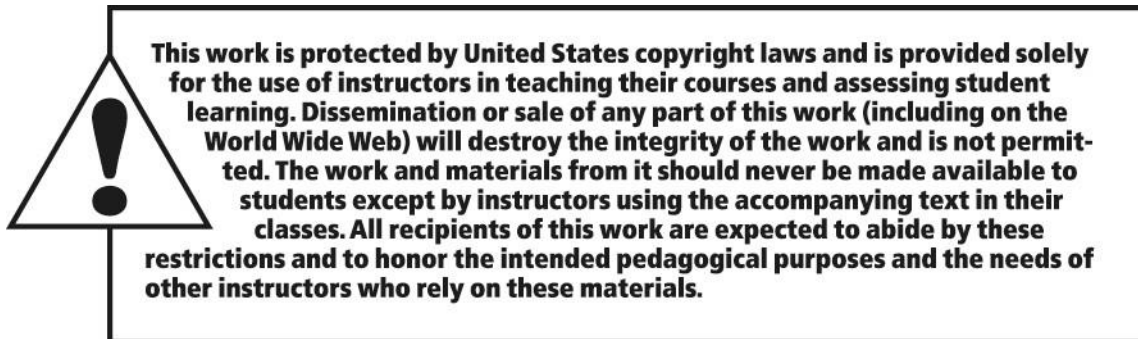 This work is protected by United States copyright laws and is provided solely
for the use of instructors in teaching their courses and assessing student
learning. Dissemination or sale of any part of this work (including on the
World Wide Web) will destroy the integrity of the work and is not permit-
ted. The work and materials from it should never be made available to
students except by instructors using the accompanying text in their
classes. All recipients of this work are expected to abide by these
restrictions and to honor the intended pedagogical purposes and the needs of
other instructors who rely on these materials.